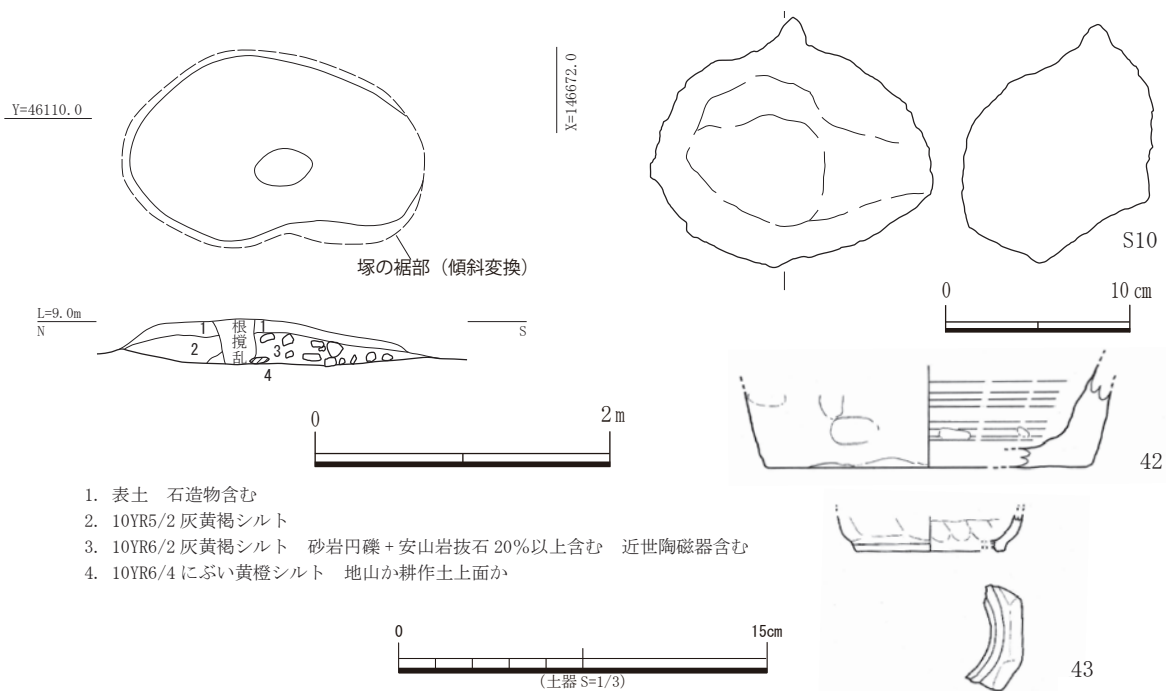 Y=46110.0
X=146672.0
塚の裾部（傾斜変換）
S10
0 10 cm
L=9.0m
N S
1 根攪乱 1
2 3
4
0 2 m
42
1. 表土　石造物含む
2. 10YR5/2 灰黄褐シルト
3. 10YR6/2 灰黄褐シルト　砂岩円礫 + 安山岩抜石 20%以上含む　近世陶磁器含む
4. 10YR6/4 にぶい黄橙シルト　地山か耕作土上面か
0 15cm
(土器 S=1/3)
43